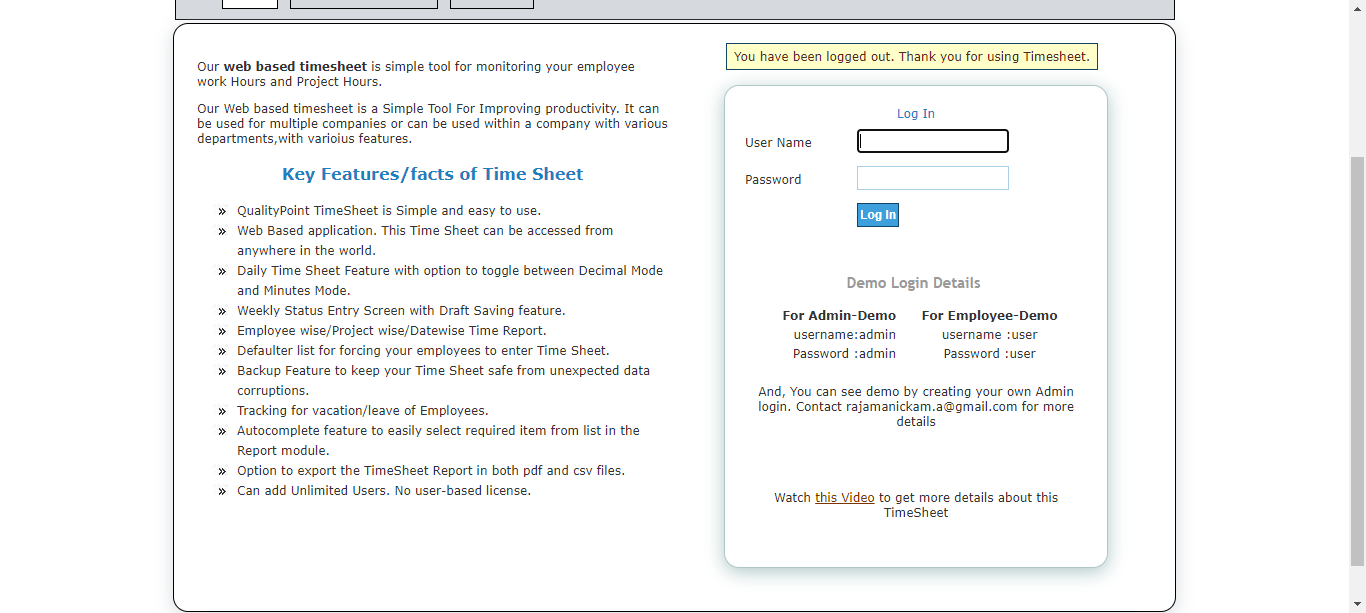 Our web based timesheet is simple tool for monitoring your employee
work Hours and Project Hours.
Our Web based timesheet is a Simple Tool For Improving productivity. It can
be used for multiple companies or can be used within a company with various
departments,with varioius features.
Key Features/facts of Time Sheet
» QualityPoint TimeSheet is Simple and easy to use.
» Web Based application. This Time Sheet can be accessed from
anywhere in the world.
» Daily Time Sheet Feature with option to toggle between Decimal Mode
and Minutes Mode.
» Weekly Status Entry Screen with Draft Saving feature.
» Employee wise/Project wise/Datewise Time Report.
» Defaulter list for forcing your employees to enter Time Sheet.
» Backup Feature to keep your Time Sheet safe from unexpected data
corruptions.
» Tracking for vacation/leave of Employees.
» Autocomplete feature to easily select required item from list in the
Report module.
» Option to export the TimeSheet Report in both pdf and csv files.
» Can add Unlimited Users. No user-based license.
You have been logged out. Thank you for using Timesheet.
Log In
User Name
Password
Log In
Demo Login Details
For Admin-Demo
username:admin
Password :admin
For Employee-Demo
username :user
Password :user
And, You can see demo by creating your own Admin
login. Contact rajamanickam.a@gmail.com for more
details
Watch this Video to get more details about this
TimeSheet